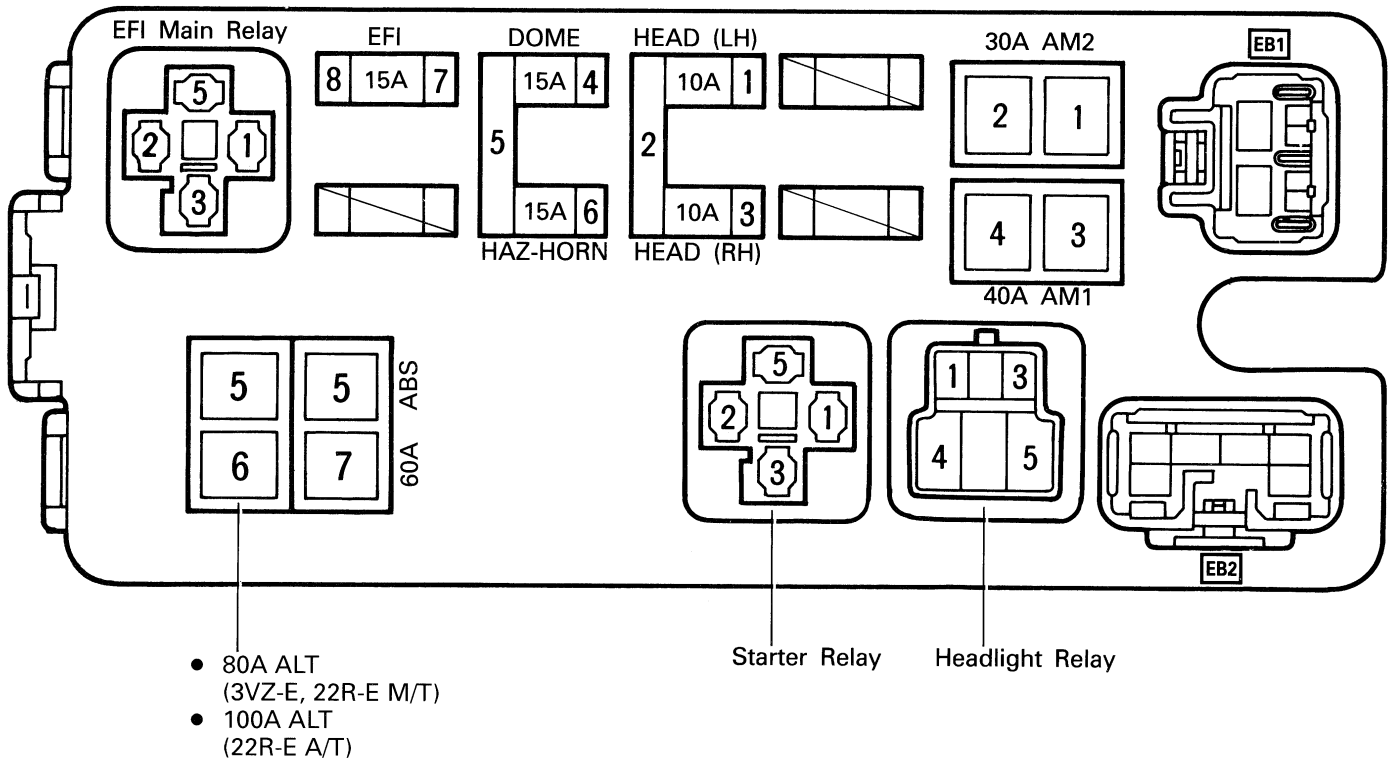 EFI Main Relay
EFI
DOME
HEAD (LH)
30A AM2
EB1
5
2
1
3
8 15A 7
15A 4
5
15A 6
HAZ-HORN
10A 1
2
10A 3
HEAD (RH)
2 1
4 3
40A AM1
5 5
6 7
ABS
60A
5
2
1
3
1 3
4 5
EB2
Starter Relay
Headlight Relay
● 80A ALT
(3VZ-E, 22R-E M/T)
● 100A ALT
(22R-E A/T)